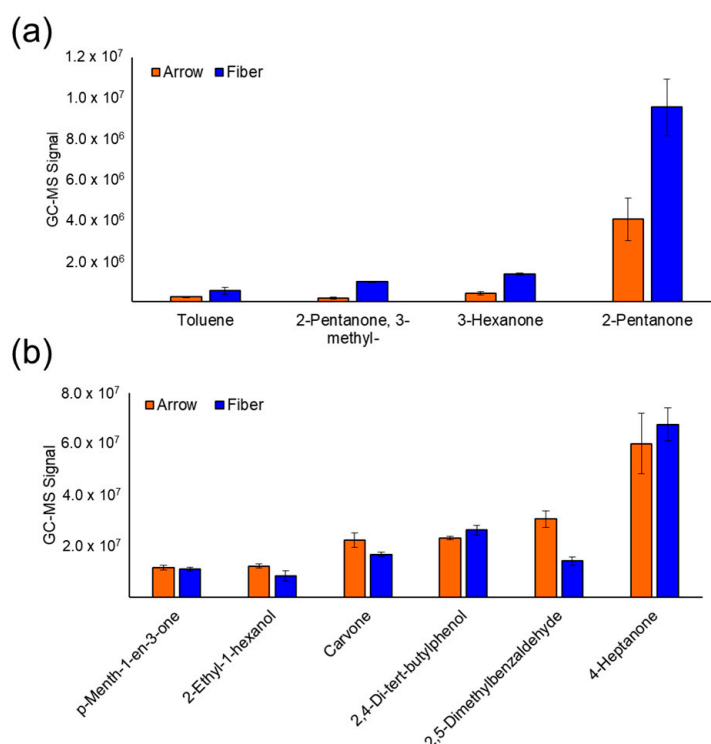 (a)
1.2 x 10⁷
1.0 x 10⁷
8.0 x 10⁶
6.0 x 10⁶
4.0 x 10⁶
2.0 x 10⁶
GC-MS Signal
Arrow Fiber
Toluene
2-Pentanone, 3-
methyl-
3-Hexanone
2-Pentanone
(b)
8.0 x 10⁷
6.0 x 10⁷
4.0 x 10⁷
2.0 x 10⁷
GC-MS Signal
Arrow Fiber
p-Menth-1-en-3-one
2-Ethyl-1-hexanol
Carvone
2,4-Di-tert-butylphenol
2,5-Dimethylbenzaldehyde
4-Heptanone